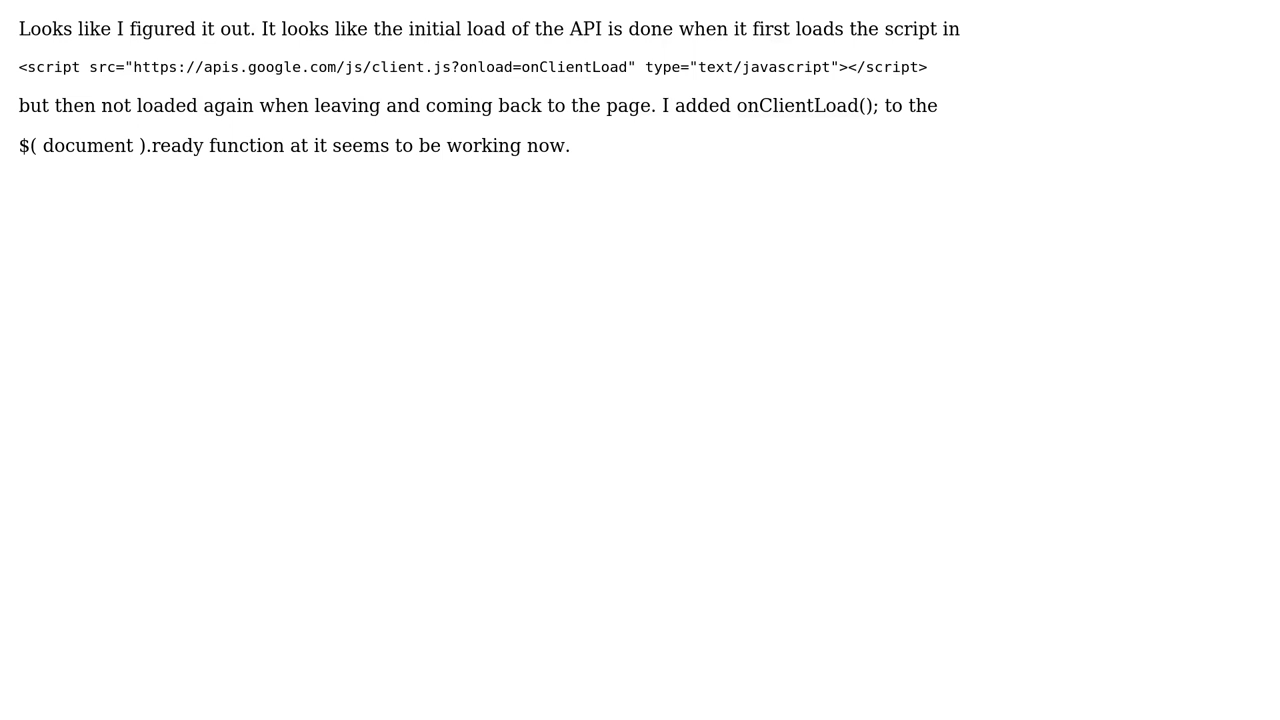 Looks like I figured it out. It looks like the initial load of the API is done when it first loads the script in
<script src="https://apis.google.com/js/client.js?onload=onClientLoad" type="text/javascript"></script>
but then not loaded again when leaving and coming back to the page. I added onClientLoad(); to the
$( document ).ready function at it seems to be working now.